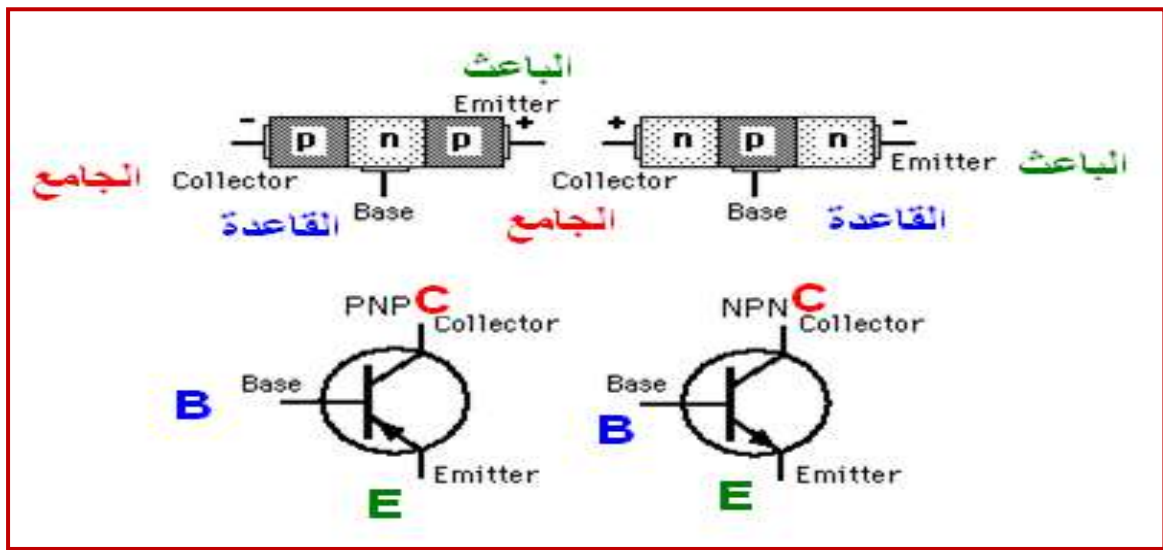 الباعث
Emitter
- p n p +
+ n p n -
Emitter
الباعث
الجامع
Collector
Collector
Base
Base
القاعدة
الجامع
القاعدة
PNP C
Collector
NPN C
Collector
Base
B
Base
B
Emitter
E
Emitter
E